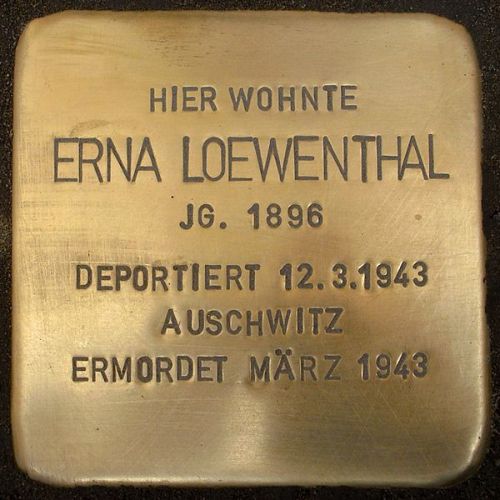 HIER WOHNTE
ERNA LOEWENTHAL
JG. 1896
DEPORTIERT 12.3.1943
AUSCHWITZ
ERMORDET MÄRZ 1943